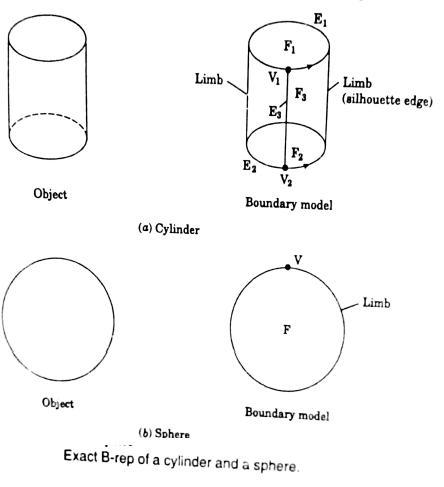 E₁
F₁
Limb
V₁
F₃
Limb
(silhouette edge)
E₃
F₂
E₂
V₂
Object
Boundary model
(a) Cylinder
V
Limb
F
Object
Boundary model
(b) Sphere
Exact B-rep of a cylinder and a sphere.